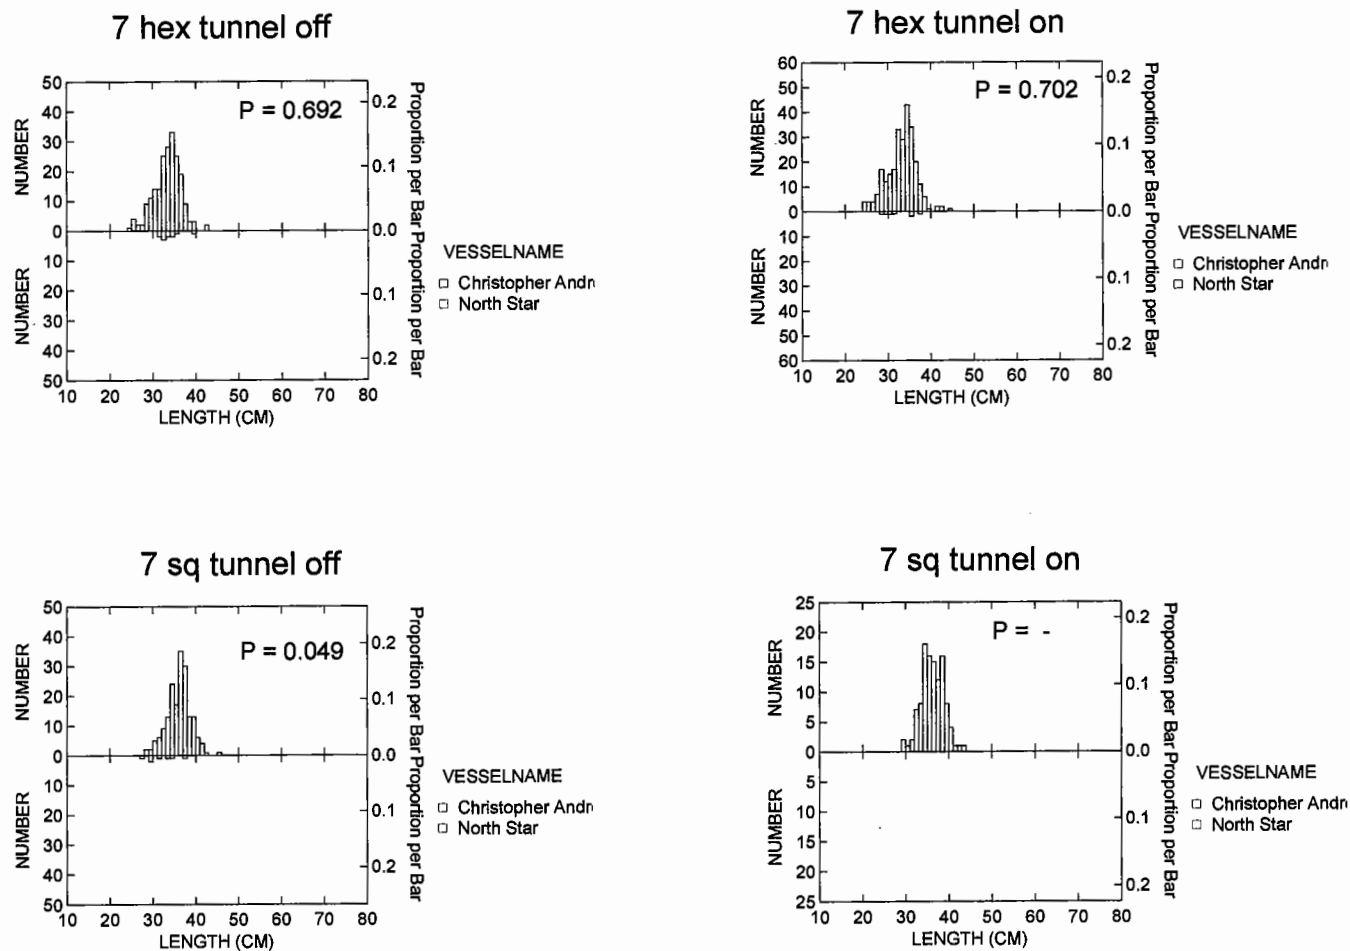 7 hex tunnel off
50
40
30
20
10
0
10
20
30
40
50
NUMBER
NUMBER
P = 0.692
0.2
0.1
0.0
0.1
0.2
Proportion per Bar
Proportion per Bar
10 20 30 40 50 60 70 80
LENGTH (CM)
VESSELNAME
Christopher Andr
North Star
7 hex tunnel on
60
50
40
30
20
10
0
10
20
30
40
50
60
NUMBER
NUMBER
P = 0.702
0.2
0.1
0.0
0.1
0.2
Proportion per Bar
Proportion per Bar
10 20 30 40 50 60 70 80
LENGTH (CM)
VESSELNAME
Christopher Andr
North Star
7 sq tunnel off
50
40
30
20
10
0
10
20
30
40
50
NUMBER
NUMBER
P = 0.049
0.2
0.1
0.0
0.1
0.2
Proportion per Bar
Proportion per Bar
10 20 30 40 50 60 70 80
LENGTH (CM)
VESSELNAME
Christopher Andr
North Star
7 sq tunnel on
25
20
15
10
5
0
5
10
15
20
25
NUMBER
NUMBER
P = -
0.2
0.1
0.0
0.1
0.2
Proportion per Bar
Proportion per Bar
10 20 30 40 50 60 70 80
LENGTH (CM)
VESSELNAME
Christopher Andr
North Star